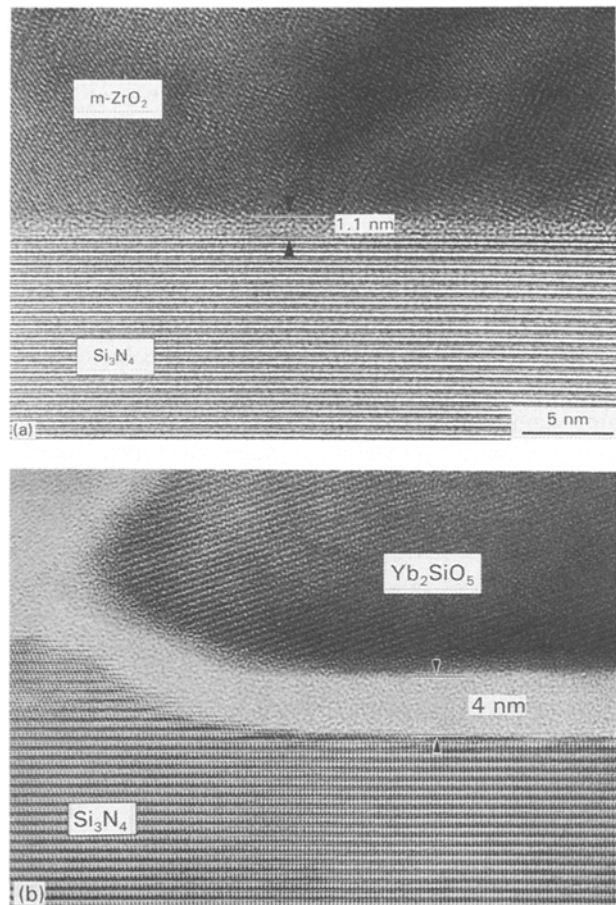 m-ZrO₂
1.1 nm
Si₃N₄
(a)
5 nm
Yb₂SiO₅
4 nm
Si₃N₄
(b)